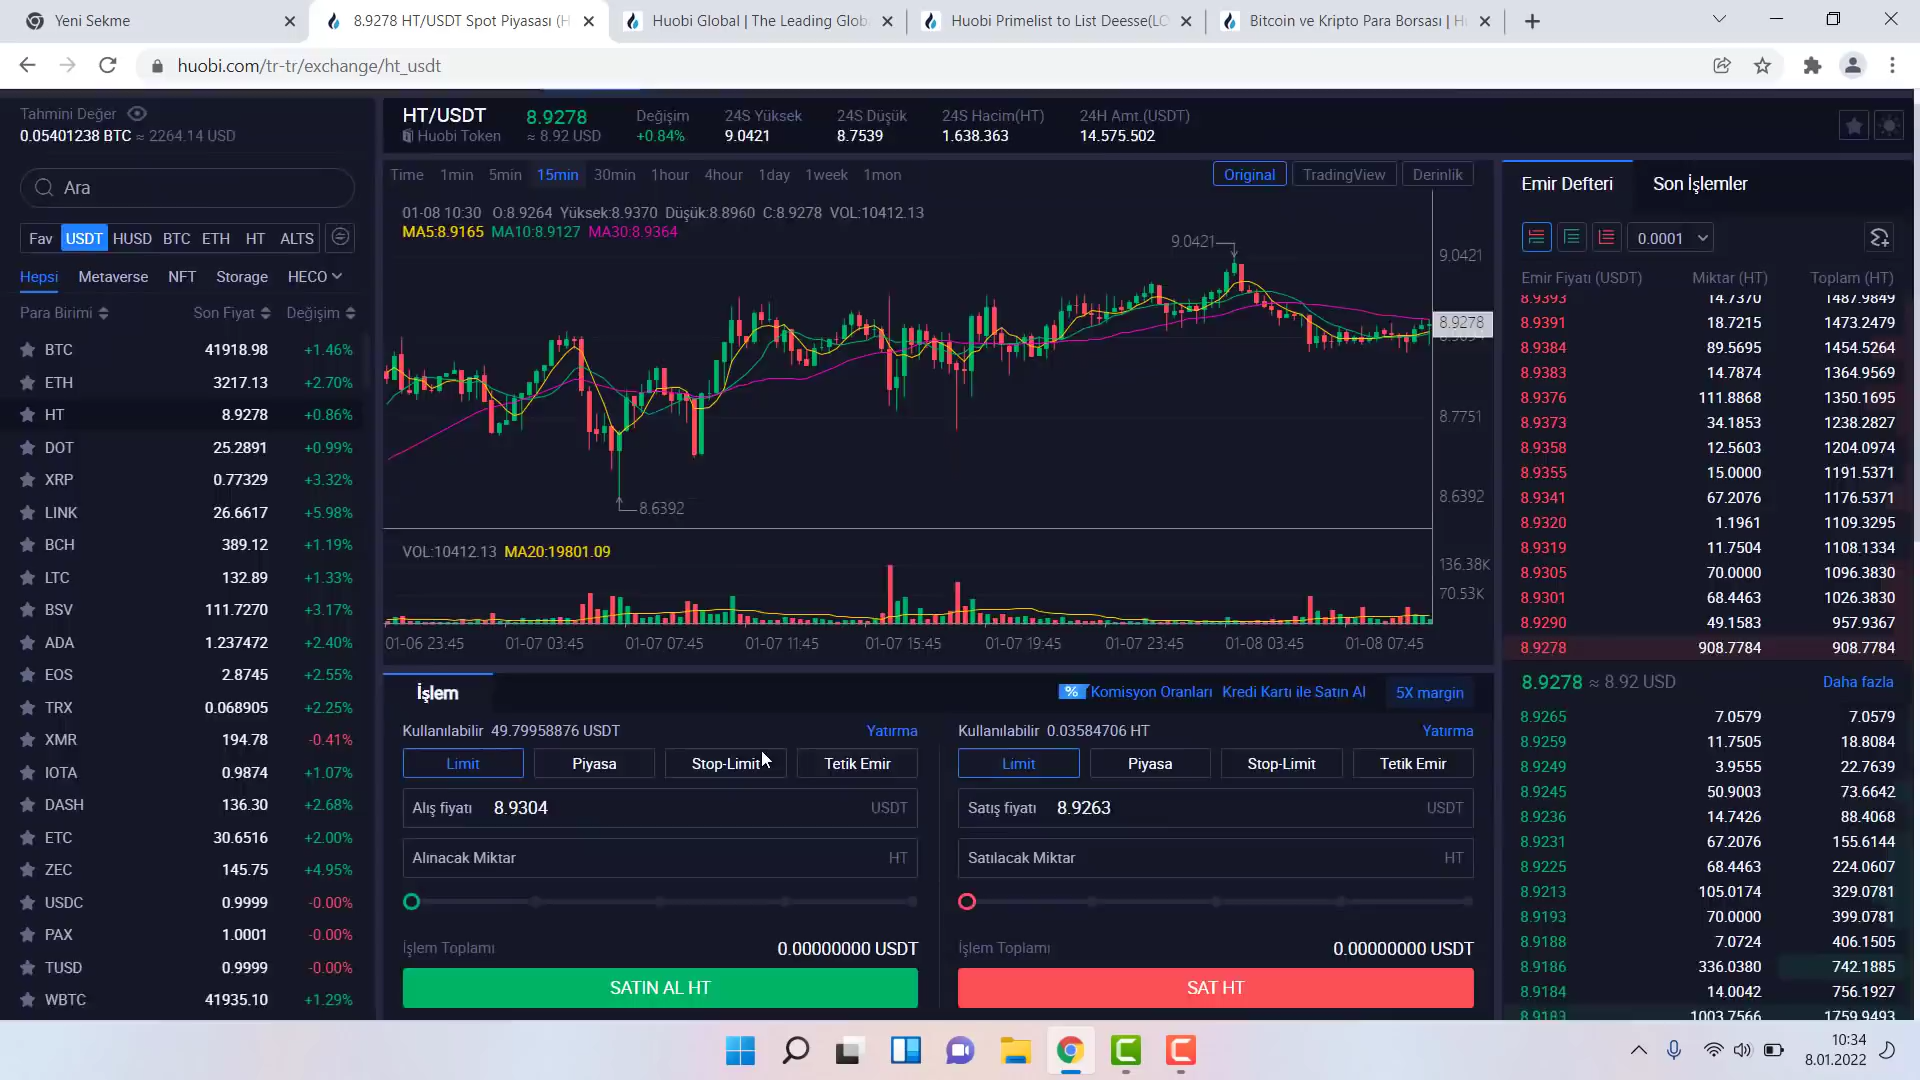 Yeni Sekme
8.9278 HT/USDT Spot Piyasası (H
Huobi Global | The Leading Glob
Huobi Primelist to List Deesse(LO
Bitcoin ve Kripto Para Borsası | H
huobi.com/tr-tr/exchange/ht_usdt
Tahmini Değer
0.05401238 BTC ≈ 2264.14 USD
Ara
Fav USDT HUSD BTC ETH HT ALTS
Hepsi Metaverse NFT Storage HECO
Para Birimi Son Fiyat Değişim
BTC 41918.98 +1.46%
ETH 3217.13 +2.70%
HT 8.9278 +0.86%
DOT 25.2891 +0.99%
XRP 0.77329 +3.32%
LINK 26.6617 +5.98%
BCH 389.12 +1.19%
LTC 132.89 +1.33%
BSV 111.7270 +3.17%
ADA 1.237472 +2.40%
EOS 2.8745 +2.55%
TRX 0.068905 +2.25%
XMR 194.78 -0.41%
IOTA 0.9874 +1.07%
DASH 136.30 +2.68%
ETC 30.6516 +2.00%
ZEC 145.75 +4.95%
USDC 0.9999 -0.00%
PAX 1.0001 -0.00%
TUSD 0.9999 -0.00%
WBTC 41935.10 +1.29%
HT/USDT 8.9278 Değişim 24S Yüksek 24S Düşük 24S Hacim(HT) 24H Amt.(USDT)
Huobi Token ≈ 8.92 USD +0.84% 9.0421 8.7539 1.638.363 14.575.502
Time 1min 5min 15min 30min 1hour 4hour 1day 1week 1mon
Original TradingView Derinlik
01-08 10:30 O:8.9264 Yüksek:8.9370 Düşük:8.8960 C:8.9278 VOL:10412.13
MA5:8.9165 MA10:8.9127 MA30:8.9364
9.0421
9.0421
8.9278
8.7751
8.6392
8.6392
VOL:10412.13 MA20:19801.09
136.38K
70.53K
01-06 23:45 01-07 03:45 01-07 07:45 01-07 11:45 01-07 15:45 01-07 19:45 01-07 23:45 01-08 03:45 01-08 07:45
İşlem
% Komisyon Oranları Kredi Kartı ile Satın Al 5X margin
Kullanılabilir 49.79958876 USDT Yatırma
Limit Piyasa Stop-Limit Tetik Emir
Alış fiyatı 8.9304 USDT
Alınacak Miktar HT
İşlem Toplamı 0.00000000 USDT
SATIN AL HT
Kullanılabilir 0.03584706 HT Yatırma
Limit Piyasa Stop-Limit Tetik Emir
Satış fiyatı 8.9263 USDT
Satılacak Miktar HT
İşlem Toplamı 0.00000000 USDT
SAT HT
Emir Defteri Son İşlemler
0.0001
Emir Fiyatı (USDT) Miktar (HT) Toplam (HT)
8.9393 14.7370 1487.9849
8.9391 18.7215 1473.2479
8.9384 89.5695 1454.5264
8.9383 14.7874 1364.9569
8.9376 111.8868 1350.1695
8.9373 34.1853 1238.2827
8.9358 12.5603 1204.0974
8.9355 15.0000 1191.5371
8.9341 67.2076 1176.5371
8.9320 1.1961 1109.3295
8.9319 11.7504 1108.1334
8.9305 70.0000 1096.3830
8.9301 68.4463 1026.3830
8.9290 49.1583 957.9367
8.9278 908.7784 908.7784
8.9278 ≈ 8.92 USD Daha fazla
8.9265 7.0579 7.0579
8.9259 11.7505 18.8084
8.9249 3.9555 22.7639
8.9245 50.9003 73.6642
8.9236 14.7426 88.4068
8.9231 67.2076 155.6144
8.9225 68.4463 224.0607
8.9213 105.0174 329.0781
8.9193 70.0000 399.0781
8.9188 7.0724 406.1505
8.9186 336.0380 742.1885
8.9184 14.0042 756.1927
8.9183 1003.7566 1759.9493
10:34
8.01.2022